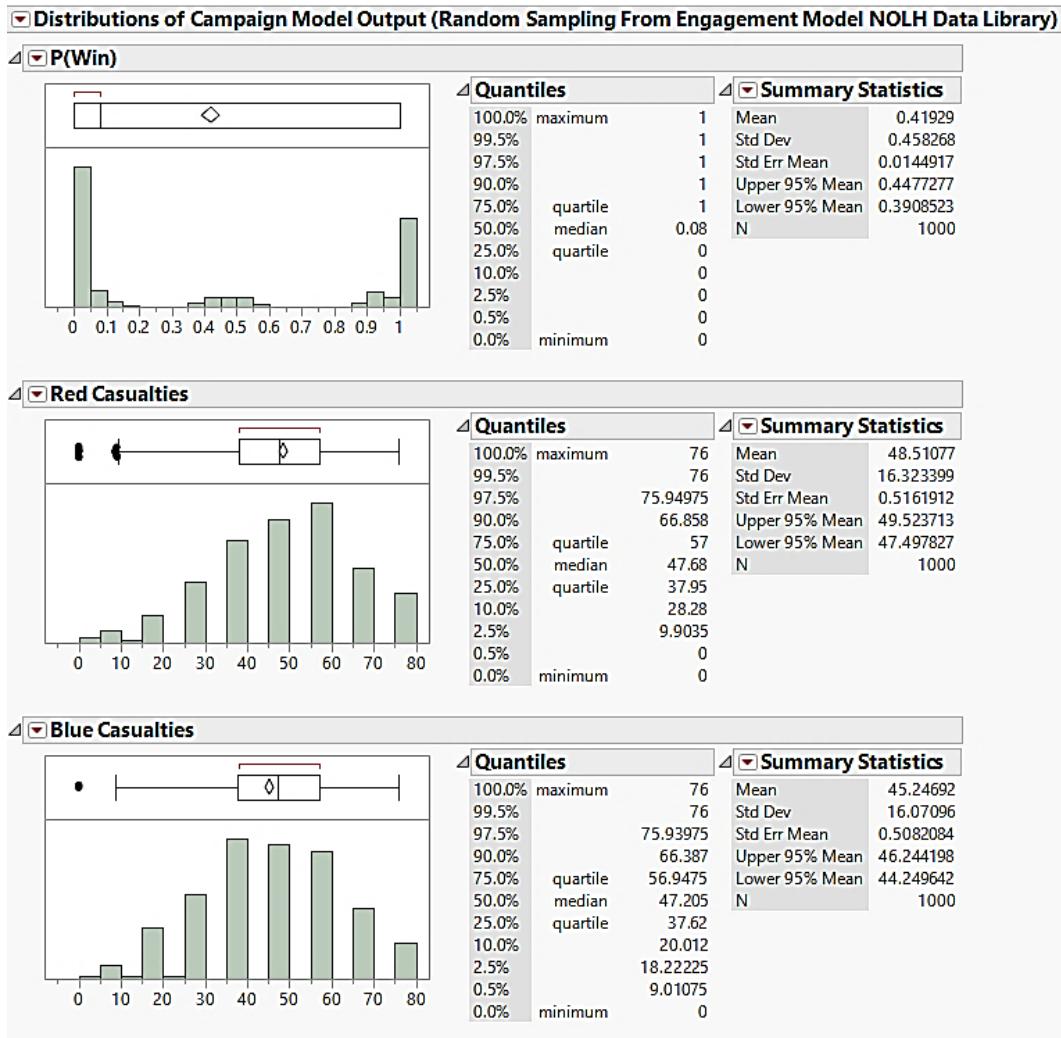 Distributions of Campaign Model Output (Random Sampling From Engagement Model NOLH Data Library)
P(Win)
0 0.1 0.2 0.3 0.4 0.5 0.6 0.7 0.8 0.9 1
Quantiles
100.0% maximum 1
99.5% 1
97.5% 1
90.0% 1
75.0% quartile 1
50.0% median 0.08
25.0% quartile 0
10.0% 0
2.5% 0
0.5% 0
0.0% minimum 0
Summary Statistics
Mean 0.41929
Std Dev 0.458268
Std Err Mean 0.0144917
Upper 95% Mean 0.4477277
Lower 95% Mean 0.3908523
N 1000
Red Casualties
0 10 20 30 40 50 60 70 80
Quantiles
100.0% maximum 76
99.5% 76
97.5% 75.94975
90.0% 66.858
75.0% quartile 57
50.0% median 47.68
25.0% quartile 37.95
10.0% 28.28
2.5% 9.9035
0.5% 0
0.0% minimum 0
Summary Statistics
Mean 48.51077
Std Dev 16.323399
Std Err Mean 0.5161912
Upper 95% Mean 49.523713
Lower 95% Mean 47.497827
N 1000
Blue Casualties
0 10 20 30 40 50 60 70 80
Quantiles
100.0% maximum 76
99.5% 76
97.5% 75.93975
90.0% 66.387
75.0% quartile 56.9475
50.0% median 47.205
25.0% quartile 37.62
10.0% 20.012
2.5% 18.22225
0.5% 9.01075
0.0% minimum 0
Summary Statistics
Mean 45.24692
Std Dev 16.07096
Std Err Mean 0.5082084
Upper 95% Mean 46.244198
Lower 95% Mean 44.249642
N 1000